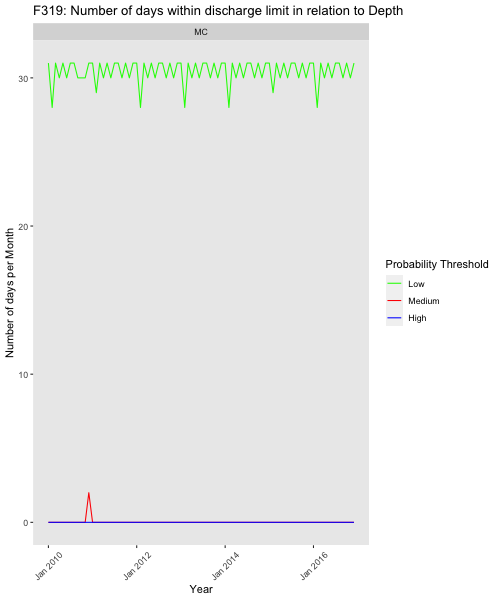 F319: Number of days within discharge limit in relation to Depth
MC
Number of days per Month
30
20
10
0
Jan 2010
Jan 2012
Jan 2014
Jan 2016
Year
Probability Threshold
Low
Medium
High